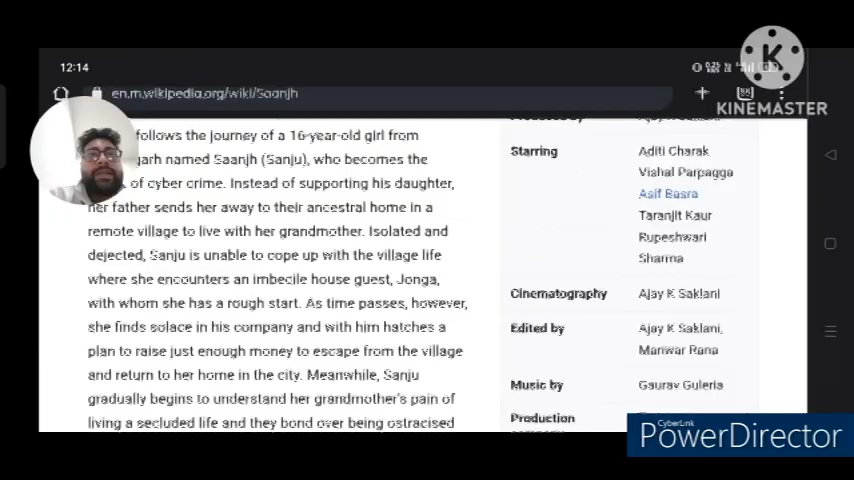 12:14
en.m.wikipedia.org/wiki/Saanjh
KINEMASTER
follows the journey of a 16-year-old girl from
garh named Saanjh (Sanju), who becomes the
of cyber crime. Instead of supporting his daughter,
her father sends her away to their ancestral home in a
remote village to live with her grandmother. Isolated and
dejected, Sanju is unable to cope up with the village life
where she encounters an imbecile house guest, Jonga,
with whom she has a rough start. As time passes, however,
she finds solace in his company and with him hatches a
plan to raise just enough money to escape from the village
and return to her home in the city. Meanwhile, Sanju
gradually begins to understand her grandmother's pain of
living a secluded life and they bond over being ostracised
Starring
Aditi Charak
Vishal Parpagga
Asif Basra
Taranjit Kaur
Rupeshwari
Sharma
Cinematography
Ajay K Saklani
Edited by
Ajay K Saklani,
Manwar Rana
Music by
Gaurav Guleria
Production
CyberLink
PowerDirector